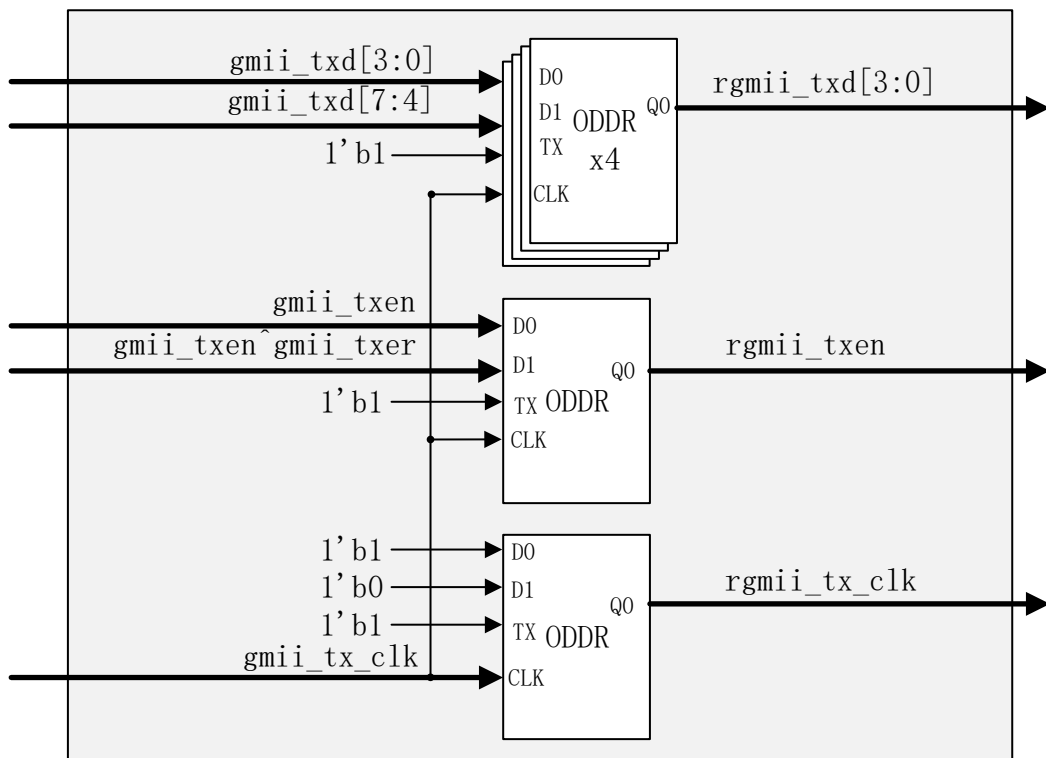 gmii_txd[3:0]
gmii_txd[7:4]
1'b1
D0
D1
TX
CLK
ODDR
x4
Q0
rgmii_txd[3:0]
gmii_txen
gmii_txen^gmii_txer
1'b1
D0
D1
TX
CLK
ODDR
Q0
rgmii_txen
1'b1
1'b0
1'b1
gmii_tx_clk
D0
D1
TX
CLK
ODDR
Q0
rgmii_tx_clk